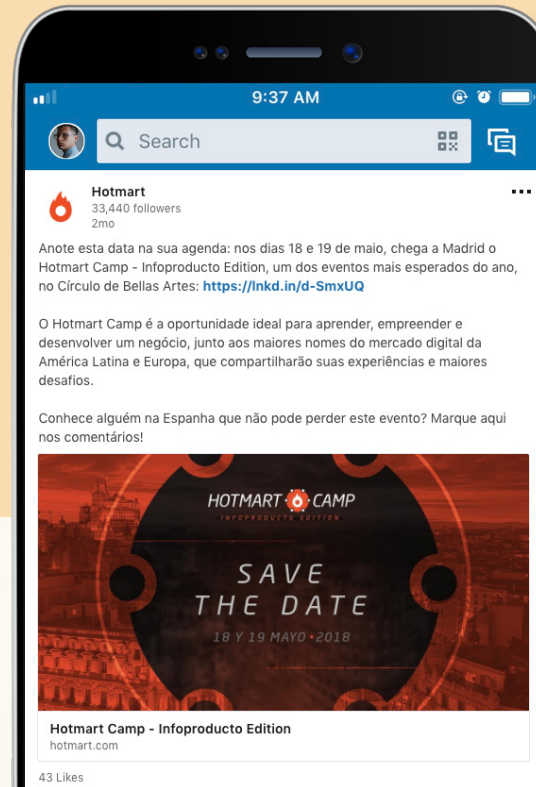 9:37 AM
Search
Hotmart
33,440 followers
2mo
Anote esta data na sua agenda: nos dias 18 e 19 de maio, chega a Madrid o
Hotmart Camp - Infoproducto Edition, um dos eventos mais esperados do ano,
no Círculo de Bellas Artes: https://lnkd.in/d-SmxUQ
O Hotmart Camp é a oportunidade ideal para aprender, empreender e
desenvolver um negócio, junto aos maiores nomes do mercado digital da
América Latina e Europa, que compartilharão suas experiências e maiores
desafios.
Conhece alguém na Espanha que não pode perder este evento? Marque aqui
nos comentários!
HOTMART CAMP
INFOPRODUCTO EDITION
SAVE
THE DATE
18 Y 19 MAYO • 2018
Hotmart Camp - Infoproducto Edition
hotmart.com
43 Likes